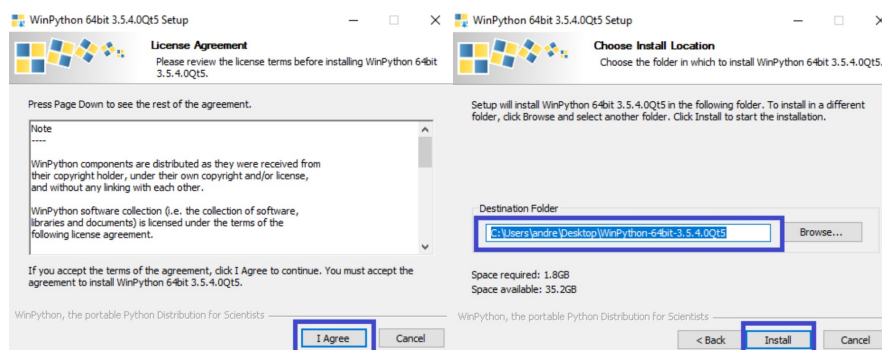 WinPython 64bit 3.5.4.0Qt5 Setup
License Agreement
Please review the license terms before installing WinPython 64bit
3.5.4.0Qt5.
Press Page Down to see the rest of the agreement.
Note
----
WinPython components are distributed as they were received from
their copyright holder, under their own copyright and/or license,
and without any linking with each other.
WinPython software collection (i.e. the collection of software,
libraries and documents) is licensed under the terms of the
following license agreement.
If you accept the terms of the agreement, click I Agree to continue. You must accept the
agreement to install WinPython 64bit 3.5.4.0Qt5.
WinPython, the portable Python Distribution for Scientists
I Agree
Cancel
WinPython 64bit 3.5.4.0Qt5 Setup
Choose Install Location
Choose the folder in which to install WinPython 64bit 3.5.4.0Qt5.
Setup will install WinPython 64bit 3.5.4.0Qt5 in the following folder. To install in a different
folder, click Browse and select another folder. Click Install to start the installation.
Destination Folder
C:\Users\andre\Desktop\WinPython-64bit-3.5.4.0Qt5
Browse...
Space required: 1.8GB
Space available: 35.2GB
WinPython, the portable Python Distribution for Scientists
< Back
Install
Cancel